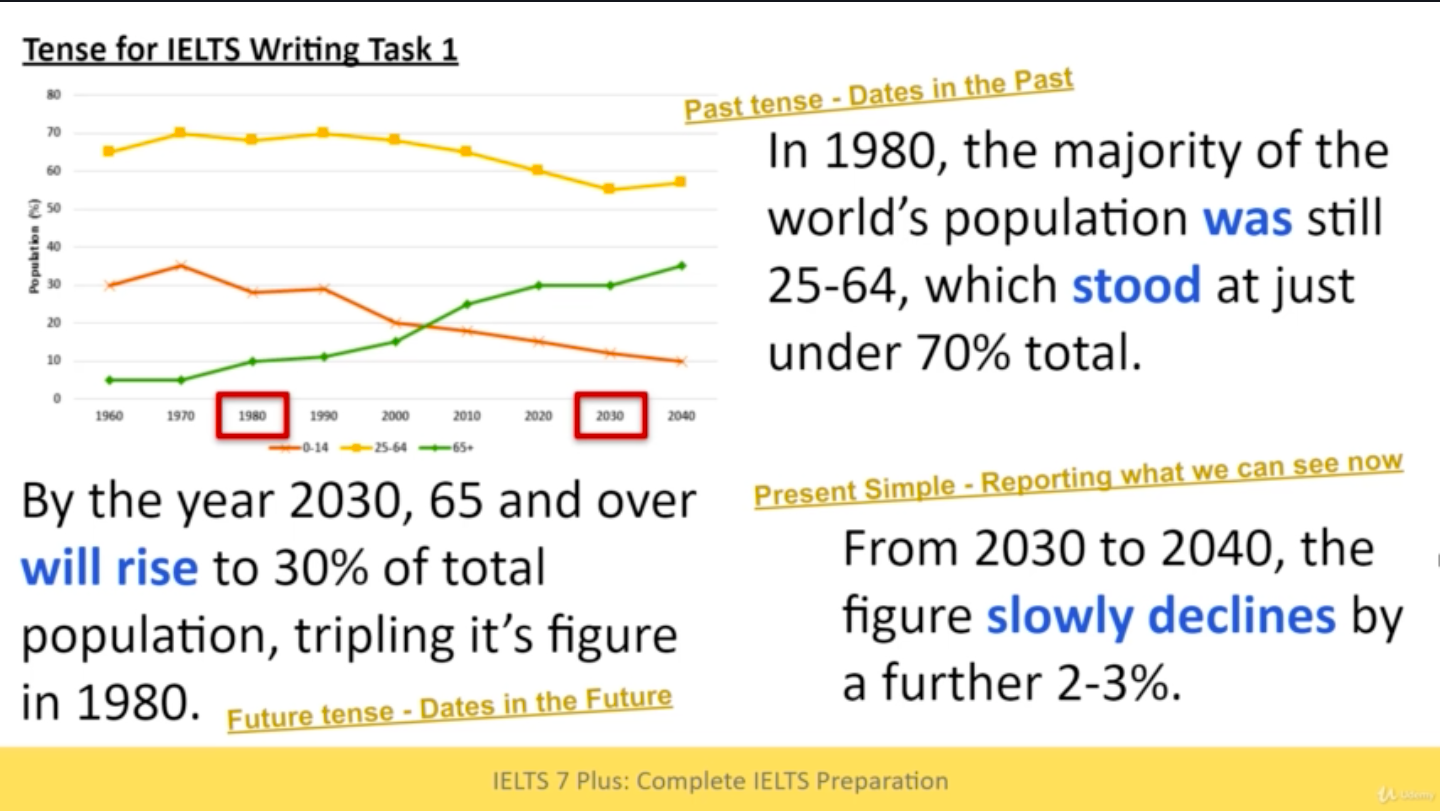 Tense for IELTS Writing Task 1
80
70
60
50
40
30
20
10
0
Population (%)
1960 1970 1980 1990 2000 2010 2020 2030 2040
0-14 25-64 65+
Past tense - Dates in the Past
In 1980, the majority of the
world's population was still
25-64, which stood at just
under 70% total.
By the year 2030, 65 and over
will rise to 30% of total
population, tripling it's figure
in 1980.
Future tense - Dates in the Future
Present Simple - Reporting what we can see now
From 2030 to 2040, the
figure slowly declines by
a further 2-3%.
IELTS 7 Plus: Complete IELTS Preparation
Udemy